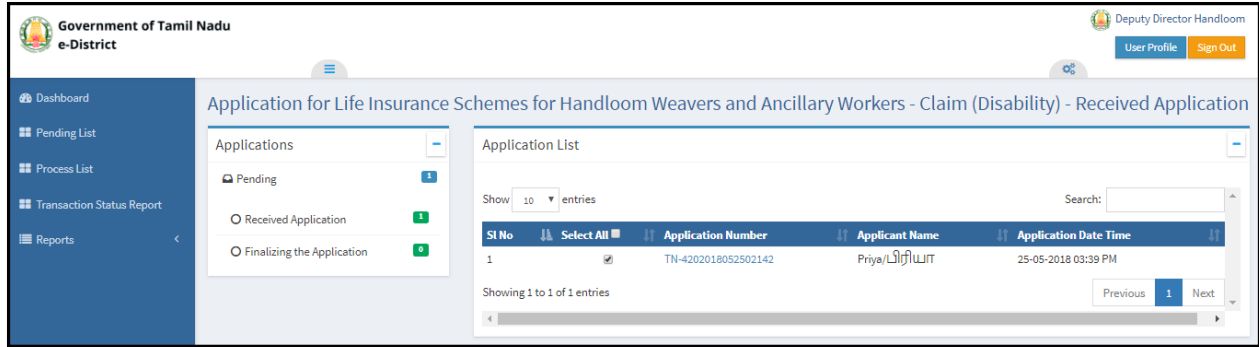 Government of Tamil Nadu
e-District
Deputy Director Handloom
User Profile Sign Out
Dashboard
Pending List
Process List
Transaction Status Report
Reports
Application for Life Insurance Schemes for Handloom Weavers and Ancillary Workers - Claim (Disability) - Received Application
Applications
Pending 1
Received Application 1
Finalizing the Application 0
Application List
Show 10 entries Search:
Sl No Select All Application Number Applicant Name Application Date Time
1 TN-4202018052502142 Priya/பிரியா 25-05-2018 03:39 PM
Showing 1 to 1 of 1 entries Previous 1 Next